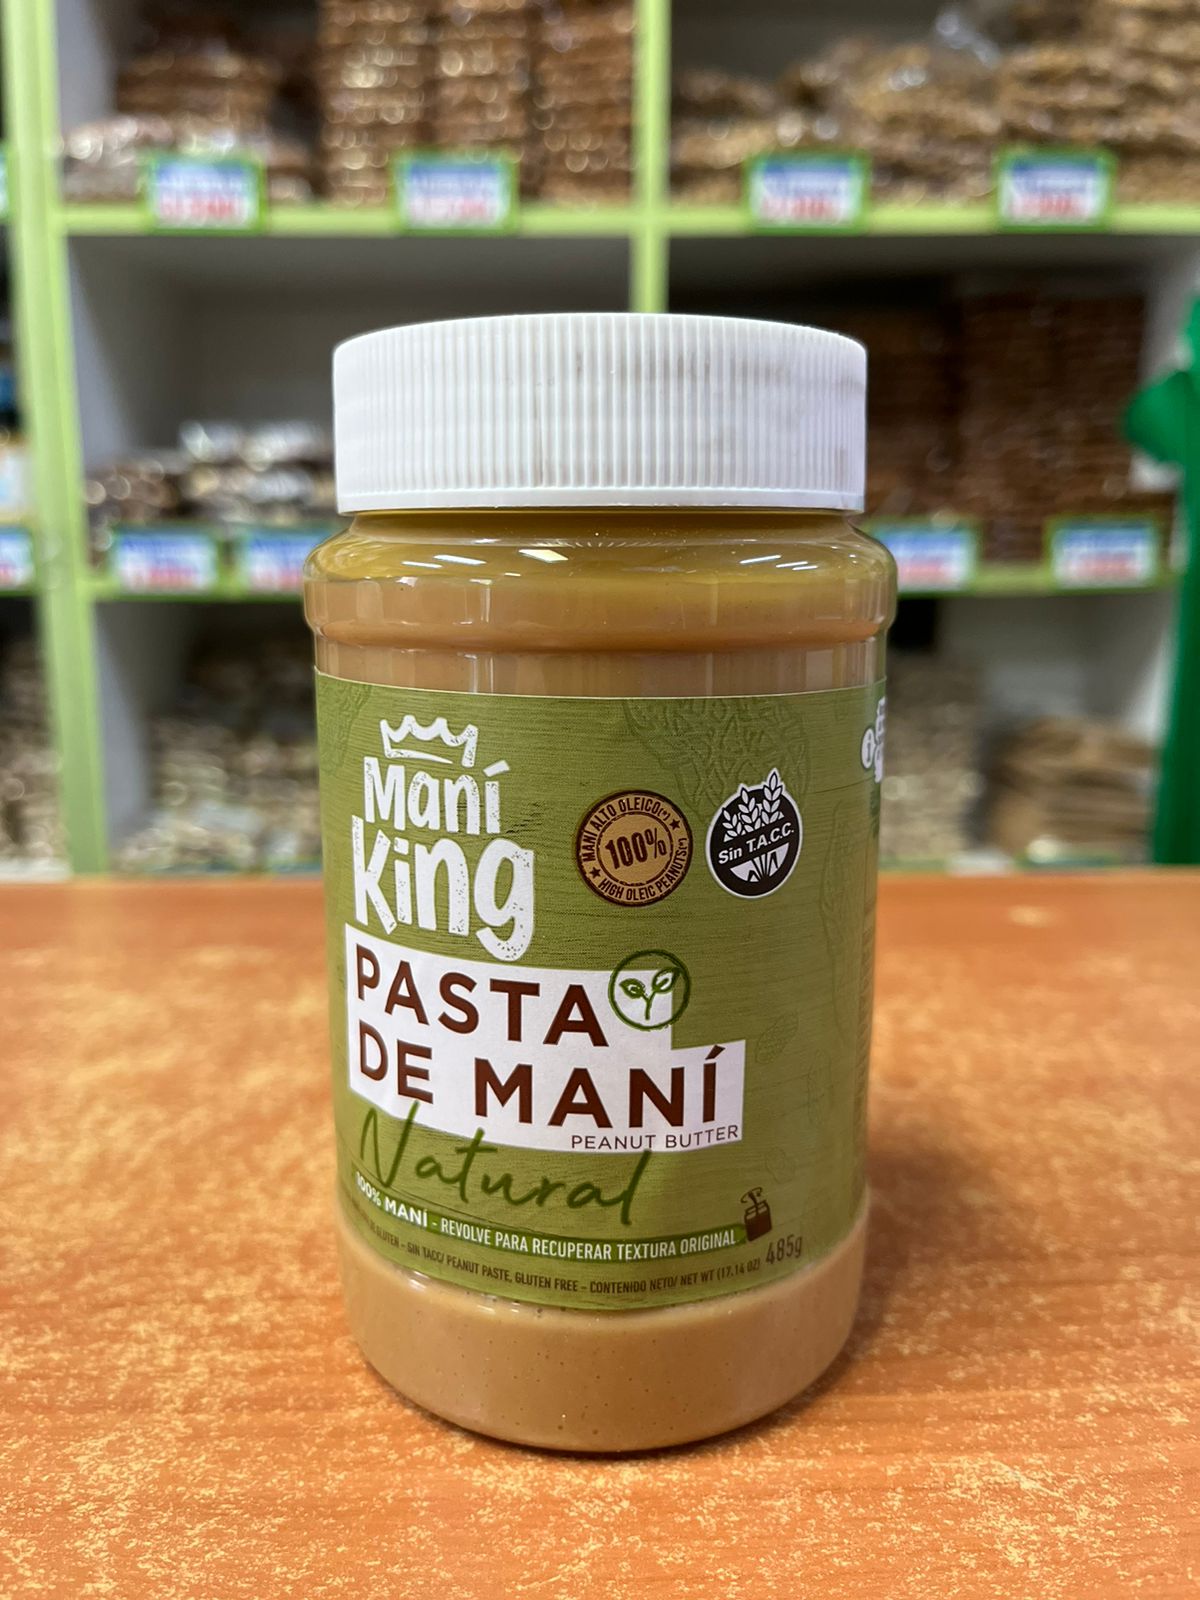 Maní
King
MANÍ ALTO OLEICO(*)
100%
HIGH OLEIC PEANUTS(*)
Sin T.A.C.C.
PASTA
DE MANÍ
PEANUT BUTTER
Natural
100% MANÍ - REVOLVE PARA RECUPERAR TEXTURA ORIGINAL
GLUTEN - SIN TACC/ PEANUT PASTE, GLUTEN FREE - CONTENIDO NETO/ NET WT (17.14 OZ) 485g